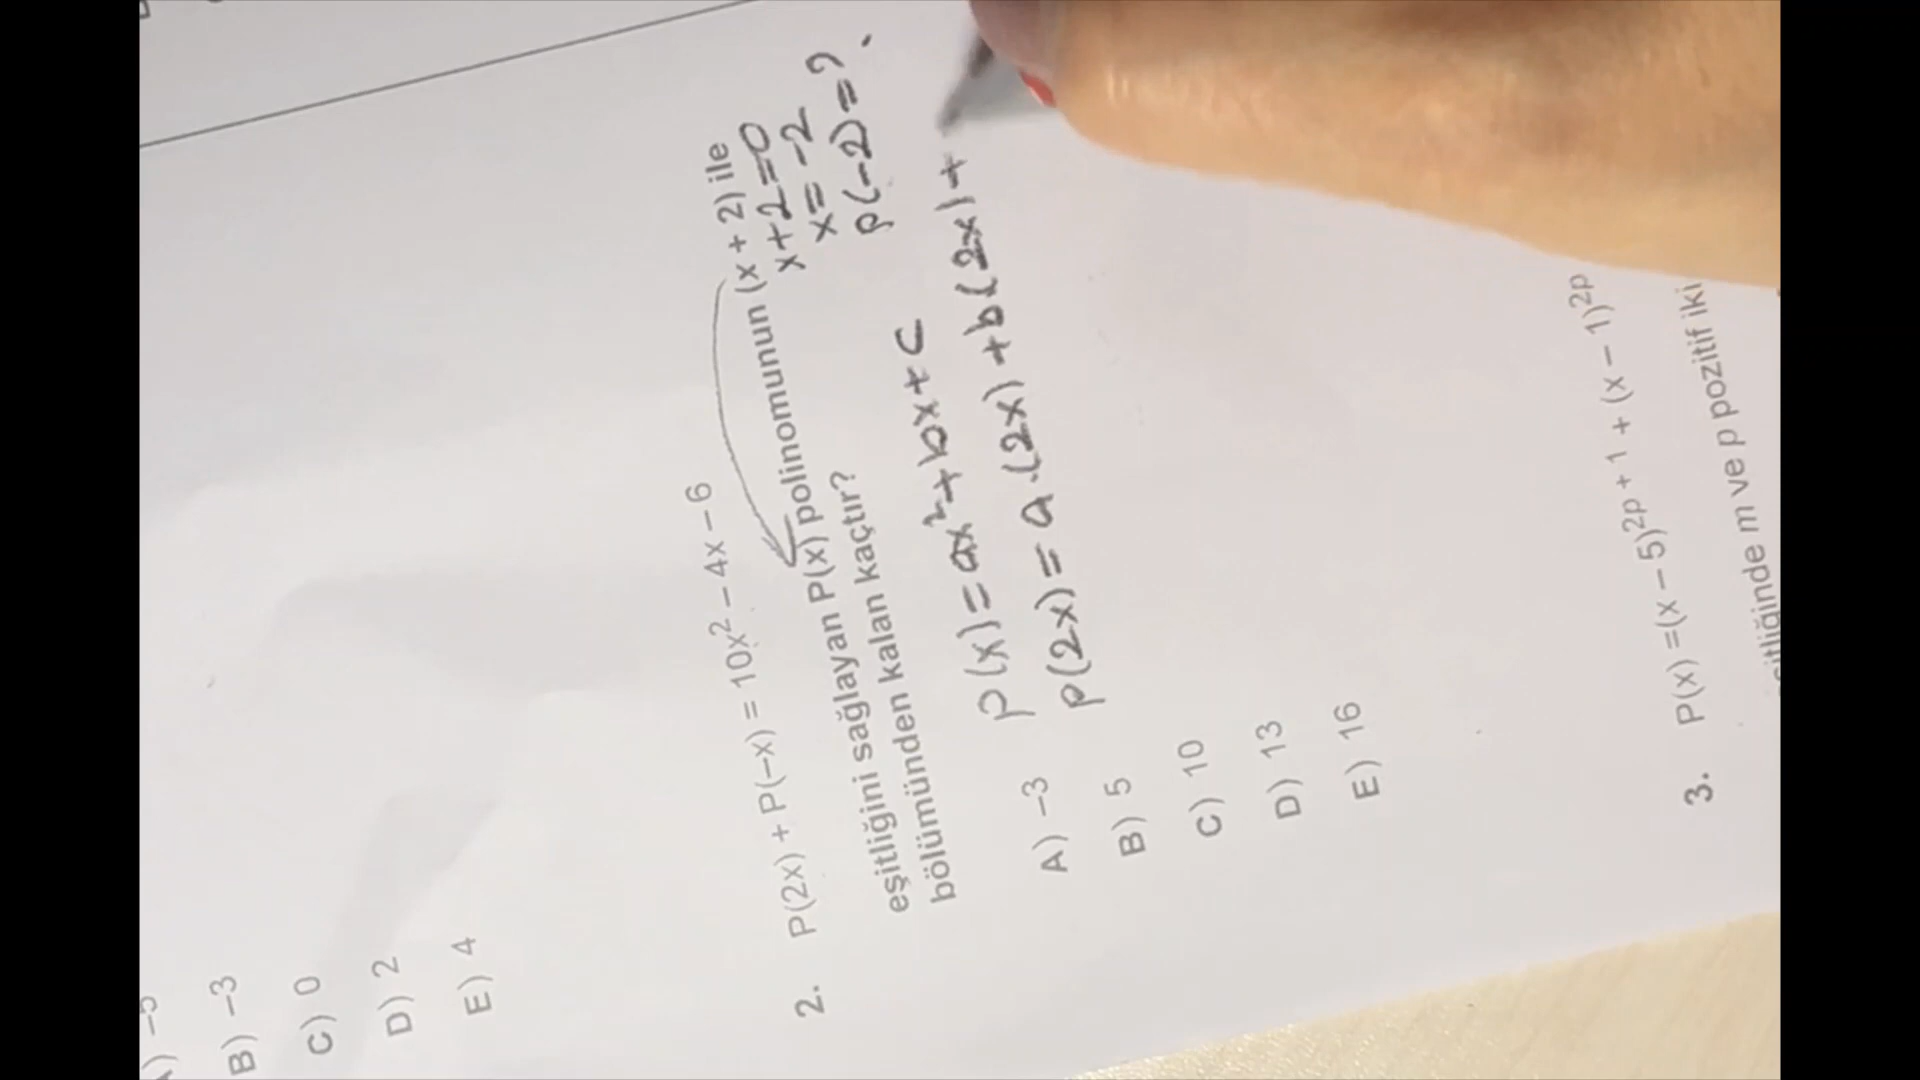 B) −3
C) 0
D) 2
E) 4
2. P(2x) + P(−x) = 10x² − 4x − 6
eşitliğini sağlayan P(x) polinomunun (x + 2) ile
bölümünden kalan kaçtır?
x+2=0
x=-2
P(-2)=?
P(x)=ax²+bx+c
P(2x)=a.(2x)+b(2x)+
A) −3
B) 5
C) 10
D) 13
E) 16
3. P(x) =(x − 5)²ᵖ + 1 + (x − 1)²ᵖ
m ve p pozitif iki